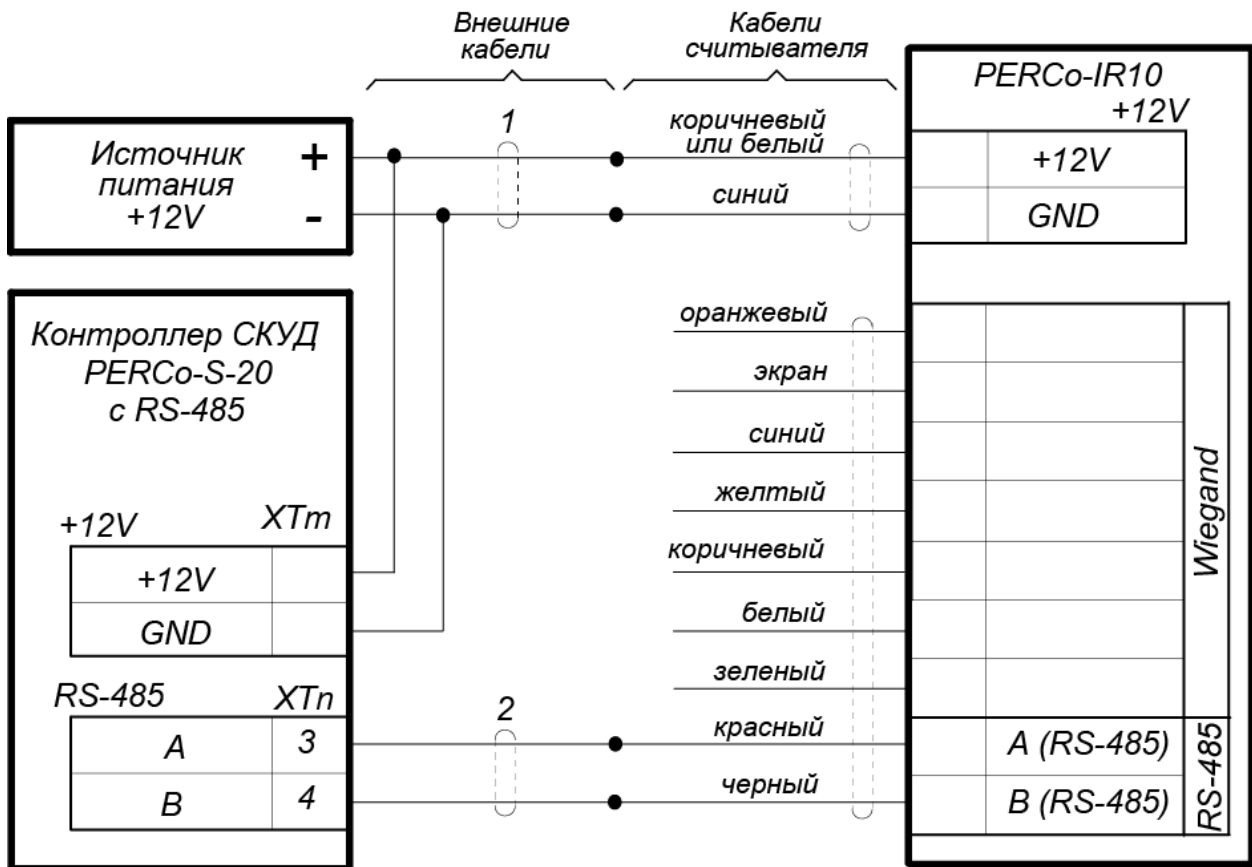 Внешние
кабели
Кабели
считывателя
PERCo-IR10
+12V
1
Источник
питания
+12V
+
-
коричневый
или белый
синий
+12V
GND
Контроллер СКУД
PERCo-S-20
с RS-485
оранжевый
экран
синий
желтый
коричневый
белый
зеленый
красный
черный
Wiegand
+12V
XTm
+12V
GND
RS-485
XTn
A
3
B
4
2
A (RS-485)
B (RS-485)
RS-485